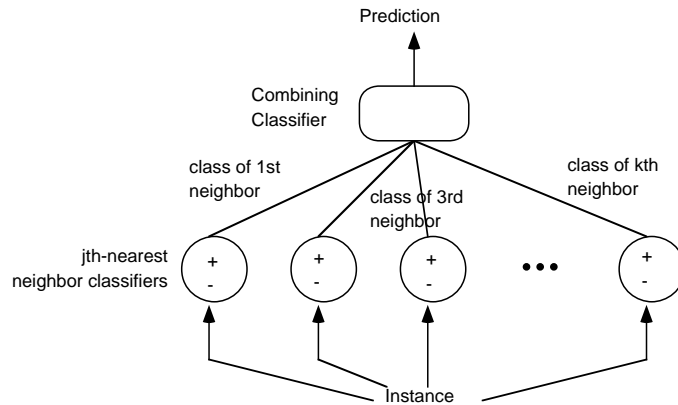 Prediction
Combining
Classifier
class of 1st
neighbor
class of 3rd
neighbor
class of kth
neighbor
jth-nearest
neighbor classifiers
+
-
+
-
+
-
•••
+
-
Instance